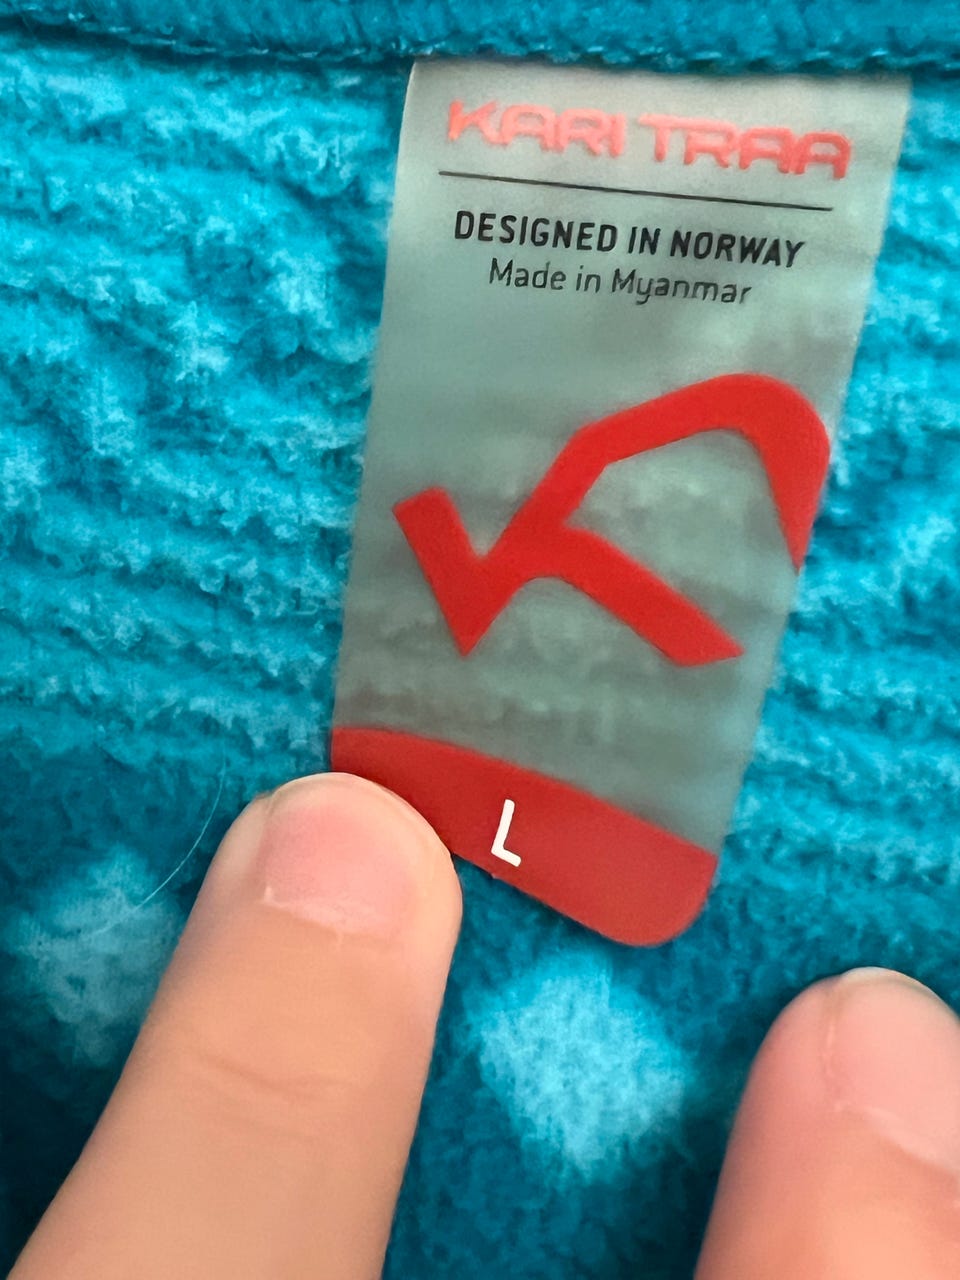 KARI TRAA
DESIGNED IN NORWAY
Made in Myanmar
L